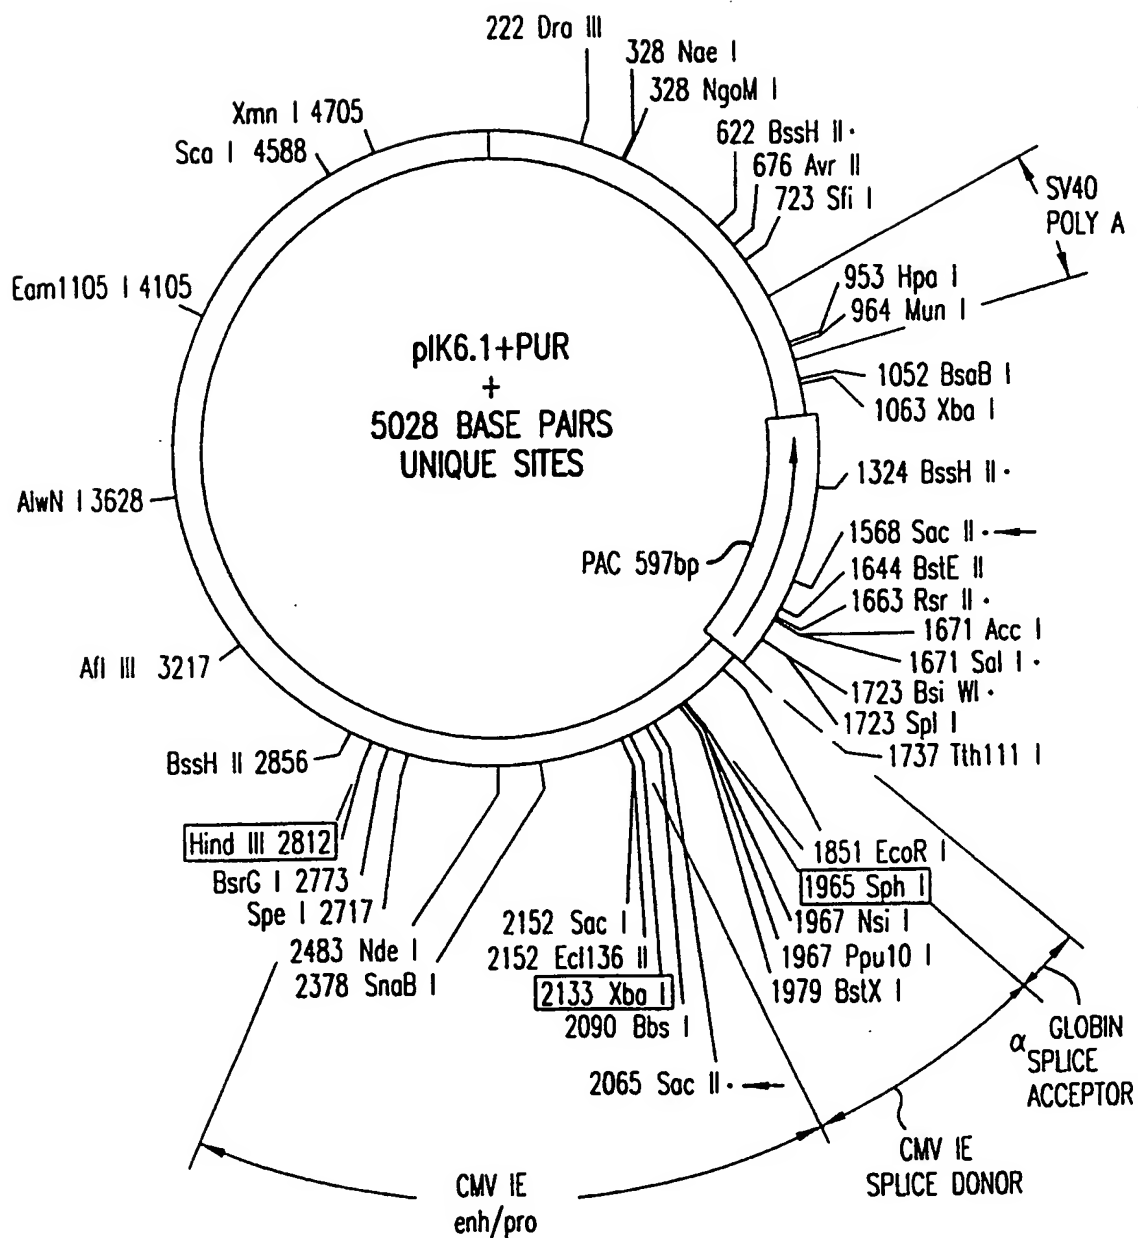 222 Dra III
328 Nae I
328 NgoM I
622 BssH II •
676 Avr II
723 Sfi I
SV40
POLY A
953 Hpa I
964 Mun I
1052 BsaB I
1063 Xba I
1324 BssH II •
1568 Sac II •
1644 BstE II
1663 Rsr II •
1671 Acc I
1671 Sal I •
1723 Bsi WI •
1723 Spl I
1737 Tth111 I
1851 EcoR I
1965 Sph I
1967 Nsi I
1967 Ppu10 I
1979 BstX I
α GLOBIN
SPLICE
ACCEPTOR
CMV IE
SPLICE DONOR
2065 Sac II •
2090 Bbs I
2133 Xba I
2152 Ecl136 II
2152 Sac I
CMV IE
enh/pro
2378 SnaB I
2483 Nde I
Spe I 2717
BsrG I 2773
Hind III 2812
BssH II 2856
Afl III 3217
AlwN I 3628
Eam1105 I 4105
Sca I 4588
Xmn I 4705
pIK6.1+PUR
+
5028 BASE PAIRS
UNIQUE SITES
PAC 597bp